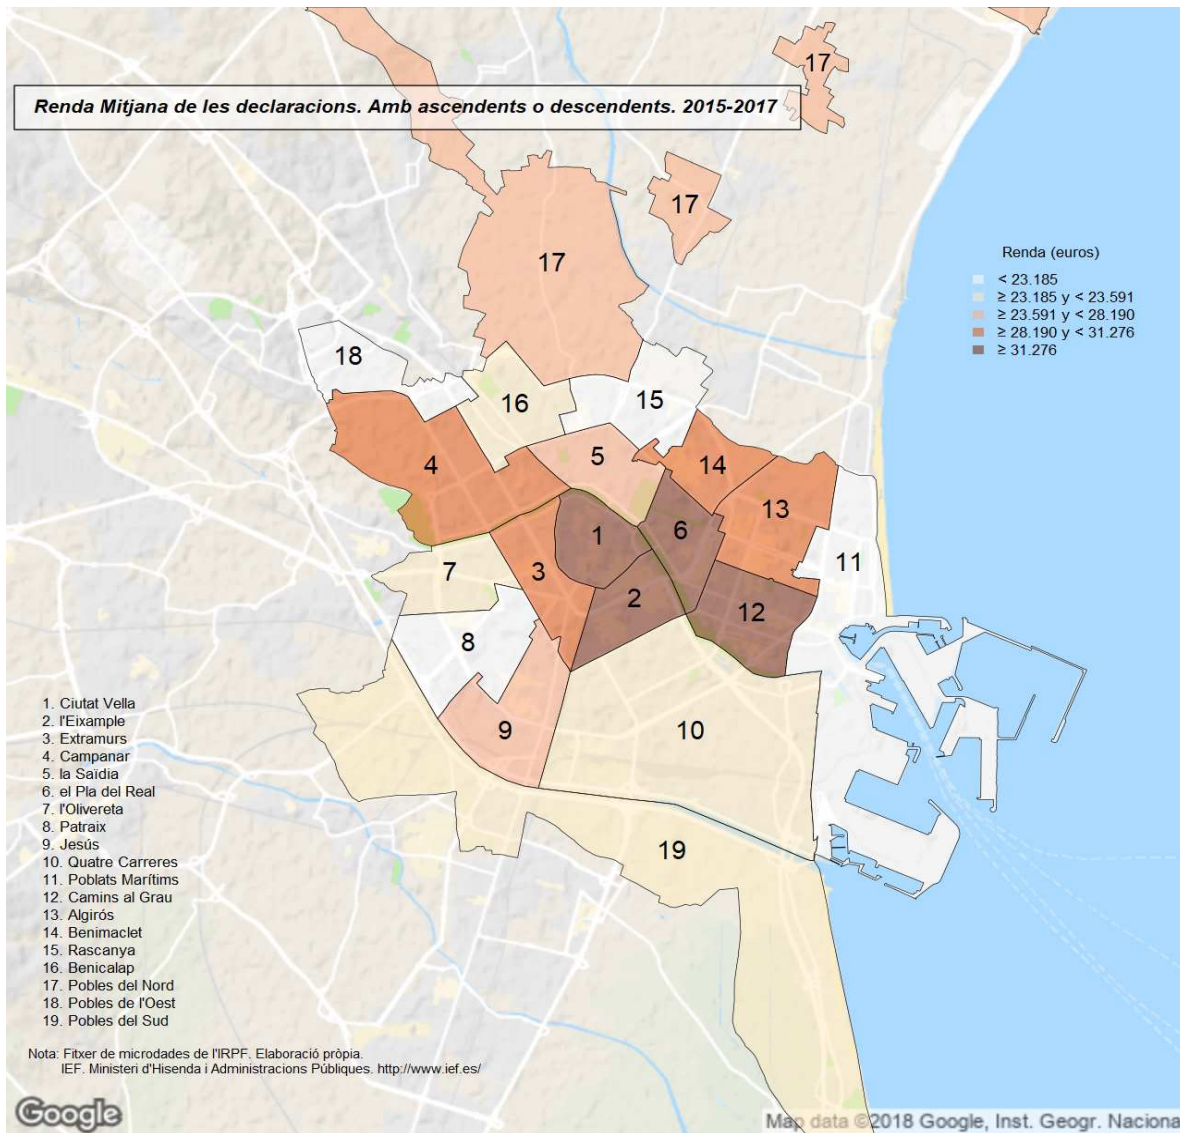 Renda Mitjana de les declaracions. Amb ascendents o descendents. 2015-2017
17
17
17
Renda (euros)
< 23.185
≥ 23.185 y < 23.591
≥ 23.591 y < 28.190
≥ 28.190 y < 31.276
≥ 31.276
18
16
15
4
5
14
13
6
1
11
7
3
2
12
8
9
10
19
1. Ciutat Vella
2. l'Eixample
3. Extramurs
4. Campanar
5. la Saïdia
6. el Pla del Real
7. l'Olivereta
8. Patraix
9. Jesús
10. Quatre Carreres
11. Poblats Marítims
12. Camins al Grau
13. Algirós
14. Benimaclet
15. Rascanya
16. Benicalap
17. Pobles del Nord
18. Pobles de l'Oest
19. Pobles del Sud
Nota: Fitxer de microdades de l'IRPF. Elaboració pròpia.
IEF. Ministeri d'Hisenda i Administracions Públiques. http://www.ief.es/
Google
Map data ©2018 Google, Inst. Geogr. Naciona